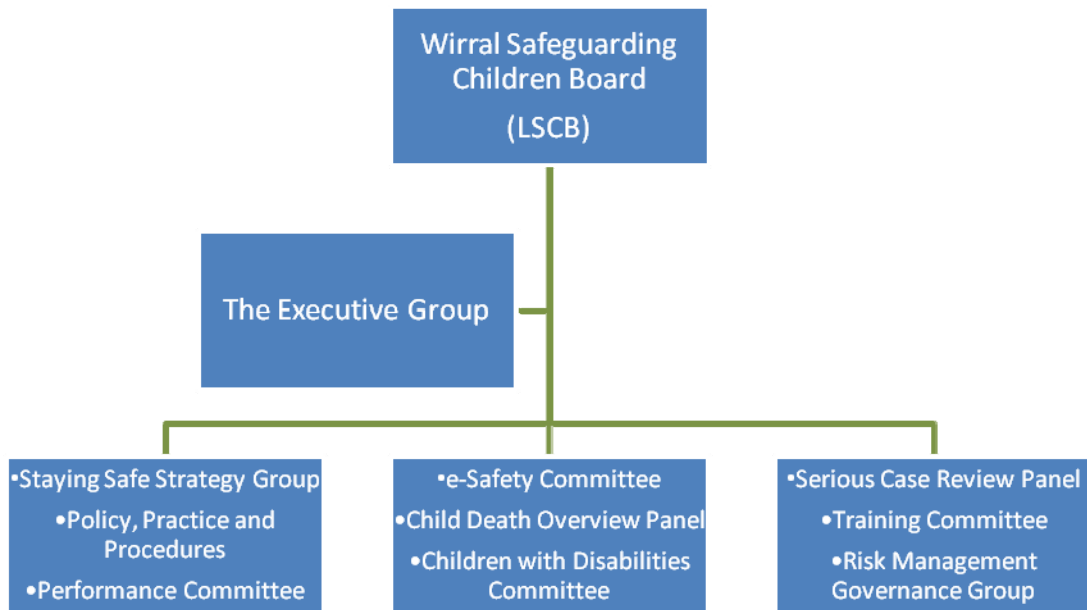 Wirral Safeguarding
Children Board
(LSCB)
The Executive Group
•Staying Safe Strategy Group
•Policy, Practice and
Procedures
•Performance Committee
•e-Safety Committee
•Child Death Overview Panel
•Children with Disabilities
Committee
•Serious Case Review Panel
•Training Committee
•Risk Management
Governance Group